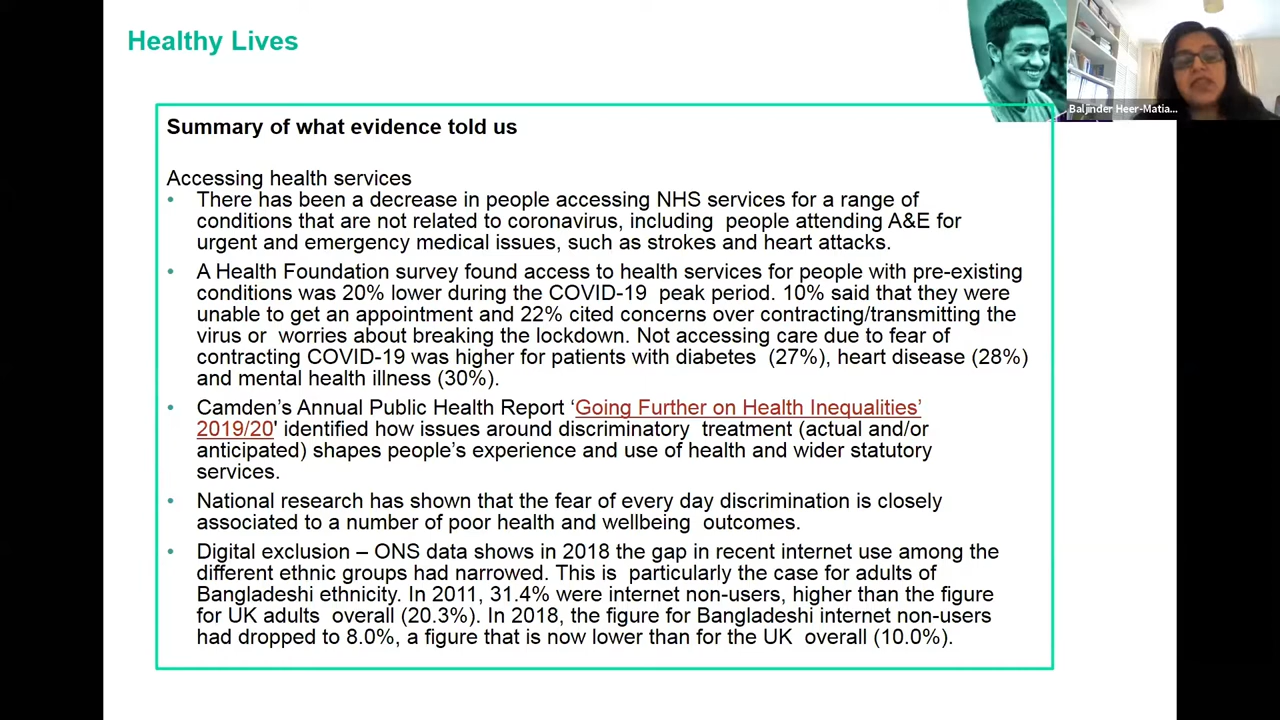 Healthy Lives
Baljinder Heer-Matia...
Summary of what evidence told us
Accessing health services
• There has been a decrease in people accessing NHS services for a range of
conditions that are not related to coronavirus, including people attending A&E for
urgent and emergency medical issues, such as strokes and heart attacks.
• A Health Foundation survey found access to health services for people with pre-existing
conditions was 20% lower during the COVID-19 peak period. 10% said that they were
unable to get an appointment and 22% cited concerns over contracting/transmitting the
virus or worries about breaking the lockdown. Not accessing care due to fear of
contracting COVID-19 was higher for patients with diabetes (27%), heart disease (28%)
and mental health illness (30%).
• Camden’s Annual Public Health Report ‘Going Further on Health Inequalities’
2019/20' identified how issues around discriminatory treatment (actual and/or
anticipated) shapes people’s experience and use of health and wider statutory
services.
• National research has shown that the fear of every day discrimination is closely
associated to a number of poor health and wellbeing outcomes.
• Digital exclusion – ONS data shows in 2018 the gap in recent internet use among the
different ethnic groups had narrowed. This is particularly the case for adults of
Bangladeshi ethnicity. In 2011, 31.4% were internet non-users, higher than the figure
for UK adults overall (20.3%). In 2018, the figure for Bangladeshi internet non-users
had dropped to 8.0%, a figure that is now lower than for the UK overall (10.0%).